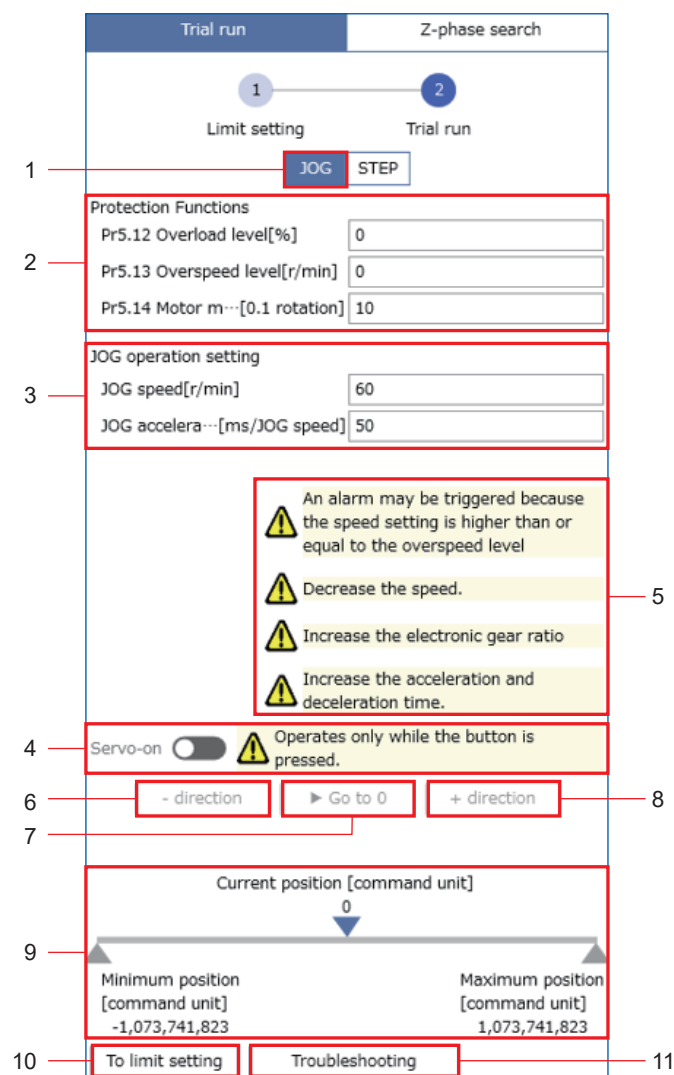 Trial run
Z-phase search
1
2
Limit setting
Trial run
1
JOG
STEP
Protection Functions
2
Pr5.12 Overload level[%]
0
Pr5.13 Overspeed level[r/min]
0
Pr5.14 Motor m···[0.1 rotation]
10
JOG operation setting
3
JOG speed[r/min]
60
JOG accelera···[ms/JOG speed]
50
An alarm may be triggered because
the speed setting is higher than or
equal to the overspeed level
Decrease the speed.
5
Increase the electronic gear ratio
Increase the acceleration and
deceleration time.
4
Servo-on
Operates only while the button is
pressed.
6
- direction
▶ Go to 0
+ direction
8
7
Current position [command unit]
0
9
Minimum position
[command unit]
-1,073,741,823
Maximum position
[command unit]
1,073,741,823
10
To limit setting
Troubleshooting
11